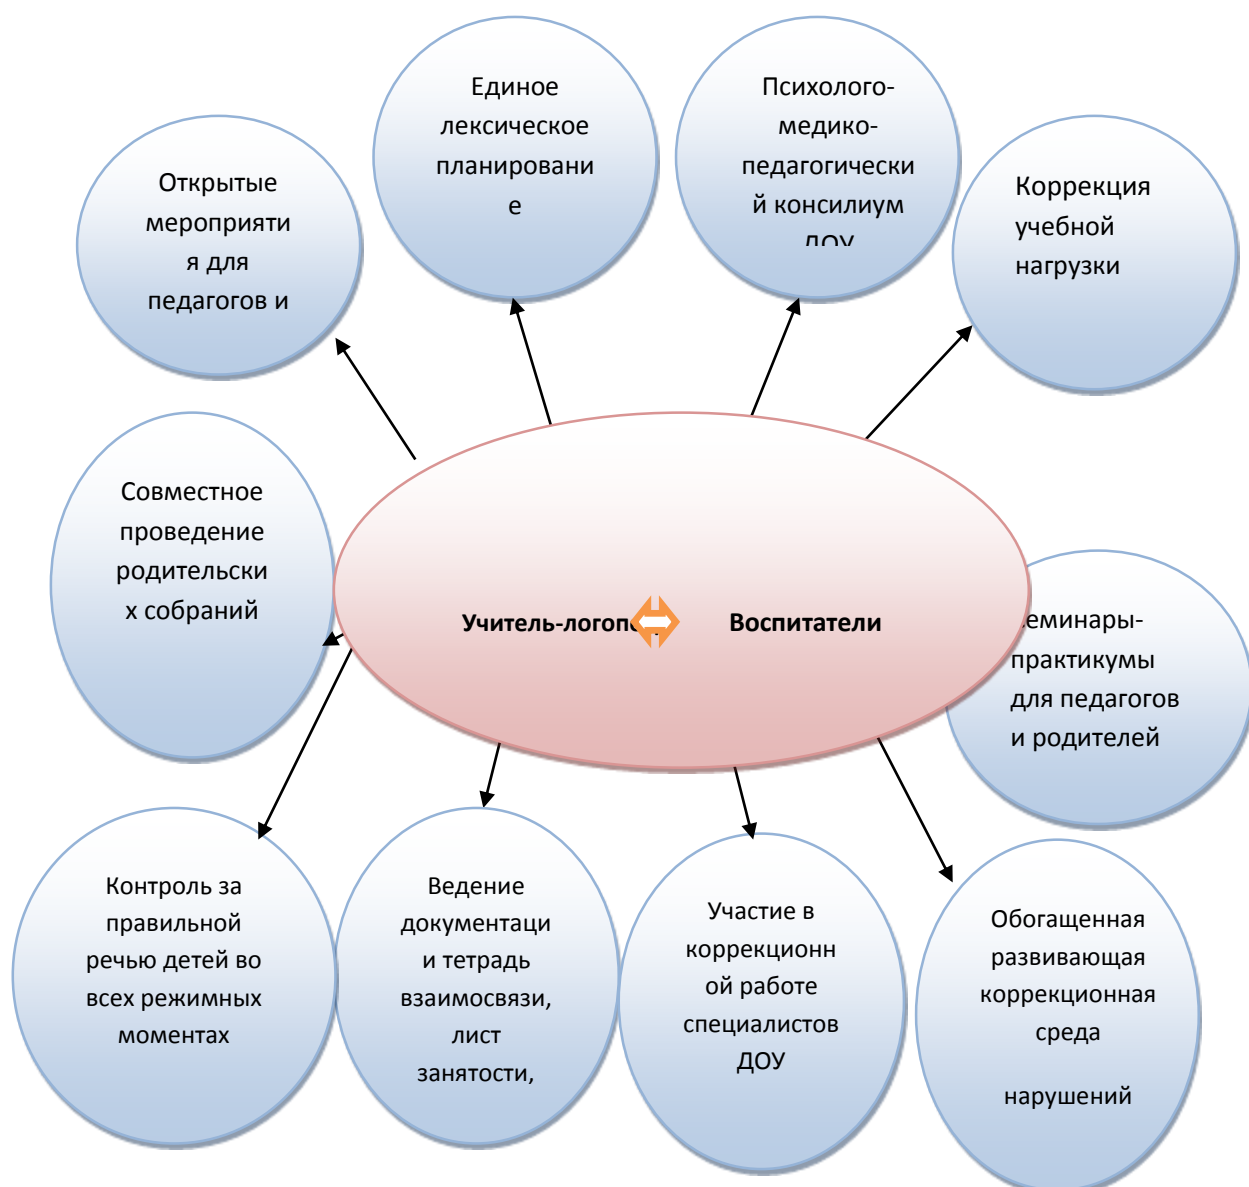 Единое
лексическое
планировани
е
Психолого-
медико-
педагогически
й консилиум
ДОУ
Открытые
мероприяти
я для
педагогов и
Коррекция
учебной
нагрузки
Совместное
проведение
родительски
х собраний
Учитель-логопе
Воспитатели
еминары-
практикумы
для педагогов
и родителей
Контроль за
правильной
речью детей во
всех режимных
моментах
Ведение
документаци
и тетрадь
взаимосвязи,
лист
занятости,
Участие в
коррекционн
ой работе
специалистов
ДОУ
Обогащенная
развивающая
коррекционная
среда
нарушений